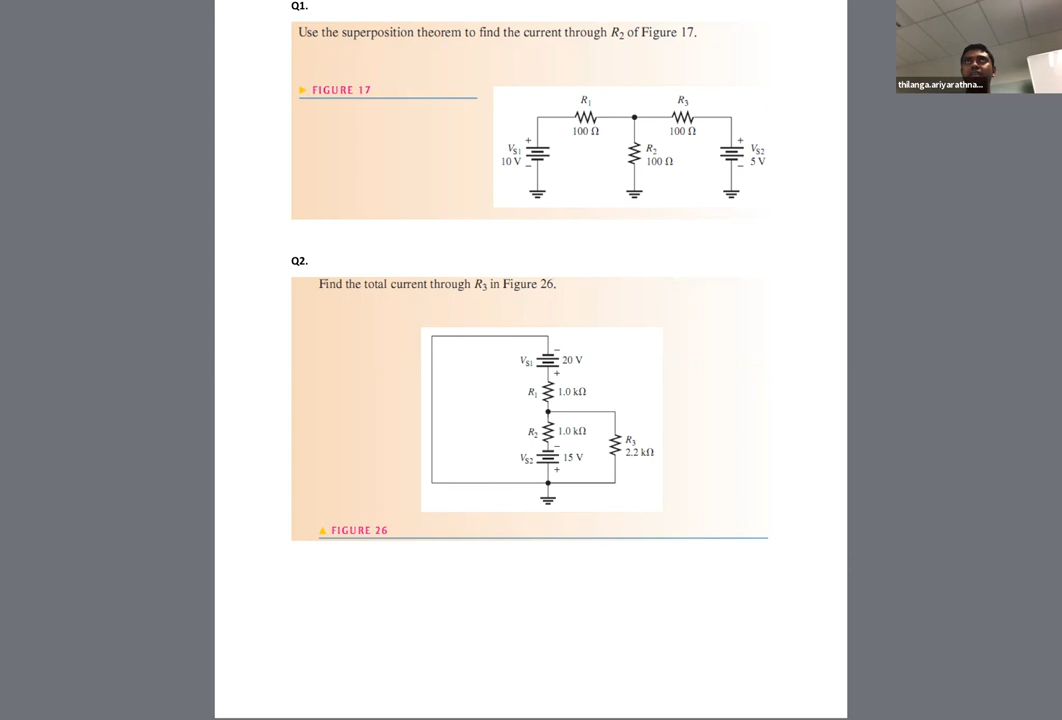 Q1.
Use the superposition theorem to find the current through R2 of Figure 17.
thilanga.ariyarathna...
▶ FIGURE 17
R1
100 Ω
R3
100 Ω
+
VS1
10 V
−
R2
100 Ω
+
VS2
5 V
−
Q2.
Find the total current through R3 in Figure 26.
−
VS1 20 V
+
R1 1.0 kΩ
R2 1.0 kΩ
R3
2.2 kΩ
−
VS2 15 V
+
▲ FIGURE 26